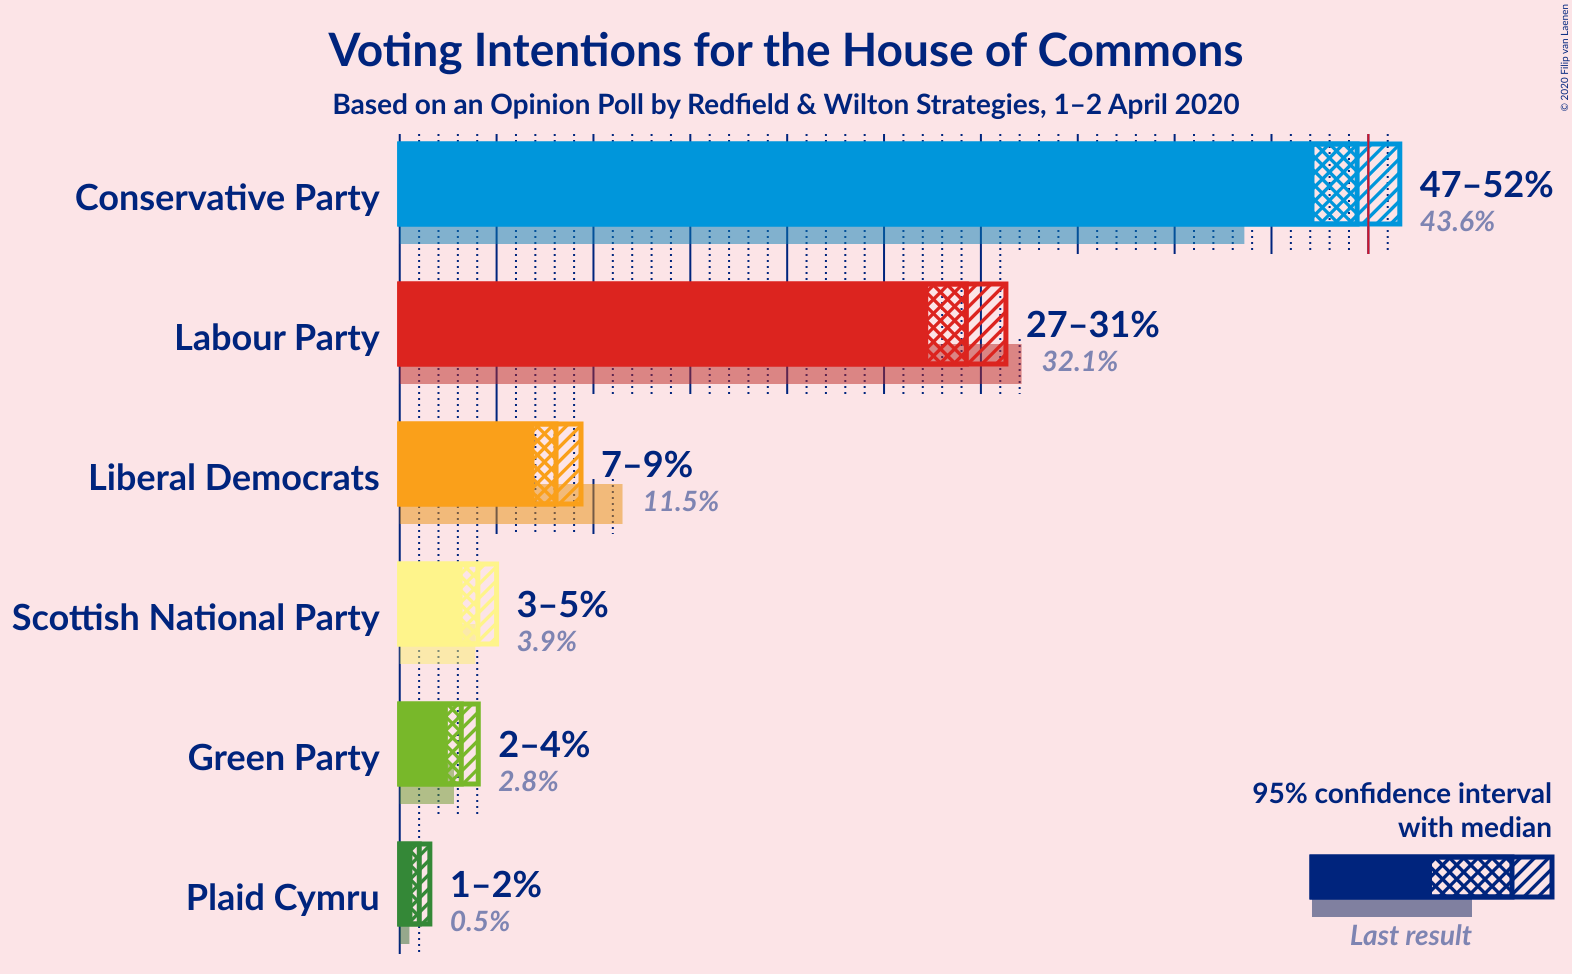 Voting Intentions for the House of Commons
Based on an Opinion Poll by Redfield & Wilton Strategies, 1–2 April 2020
© 2020 Filip van Laenen
Conservative Party
47–52%
43.6%
Labour Party
27–31%
32.1%
Liberal Democrats
7–9%
11.5%
Scottish National Party
3–5%
3.9%
Green Party
2–4%
2.8%
Plaid Cymru
1–2%
0.5%
95% confidence interval
with median
Last result